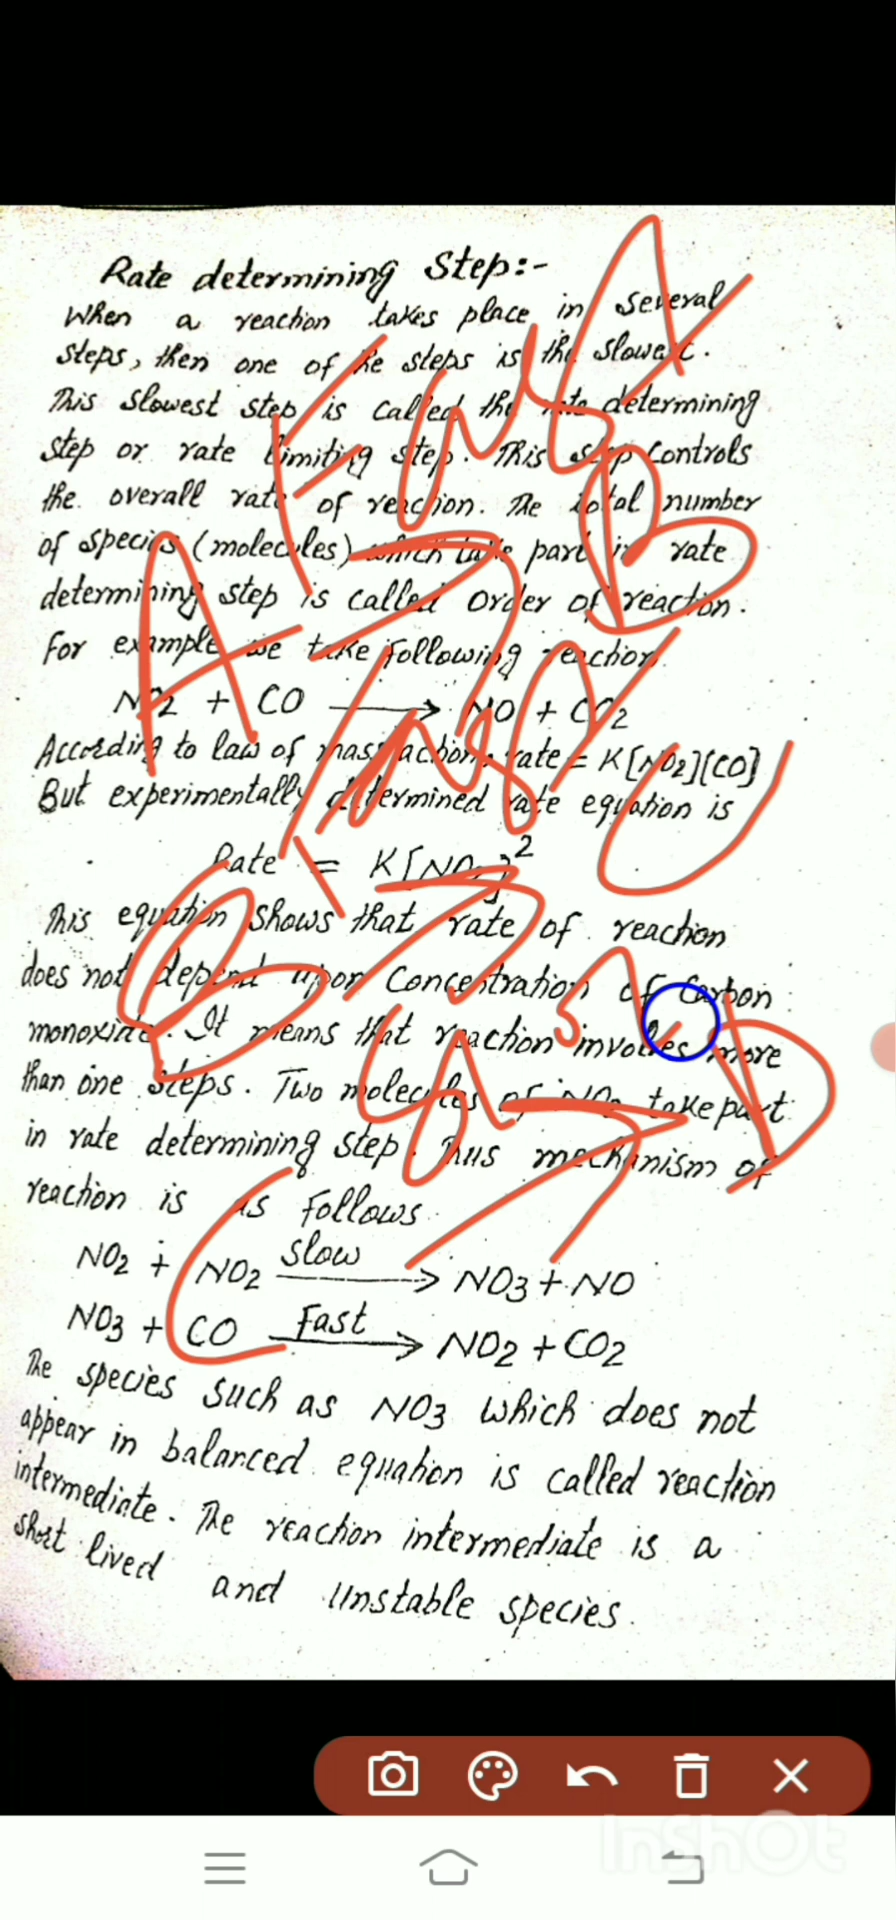 Rate determining Step:-
When a reaction takes place in several
steps, then one of he steps is the slowest.
This slowest step is called the rate determining
step or rate limiting step. This step controls
the overall rate of reaction. The total number
of species (molecules) which take part in rate
determining step is called order of reaction.
For example we take following reaction
NO2 + CO → NO + CO2
According to law of mass action, rate = K[NO2][CO]
But experimentally determined rate equation is
Rate = K[NO2]2
This equation shows that rate of reaction
does not depend upon concentration of carbon
monoxide. It means that reaction involves more
than one steps. Two molecules of NO2 take part
in rate determining step. Thus mechanism of
reaction is as follows.
NO2 + NO2 slow → NO3 + NO
NO3 + CO Fast → NO2 + CO2
The species such as NO3 which does not
appear in balanced equation is called reaction
intermediate. The reaction intermediate is a
short lived and unstable species.
A
B
C
A
B
C
D
InShOt